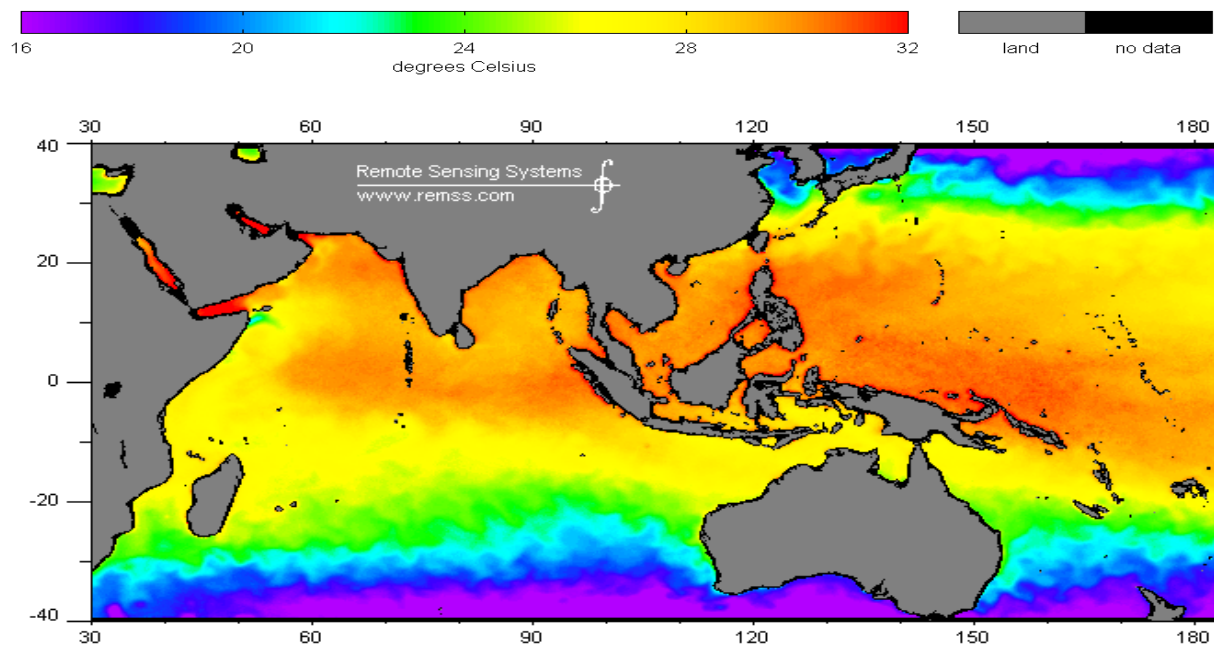 16 20 24 28 32
degrees Celsius
land no data
30 60 90 120 150 180
Remote Sensing Systems
www.remss.com
40
20
0
-20
-40
30 60 90 120 150 180